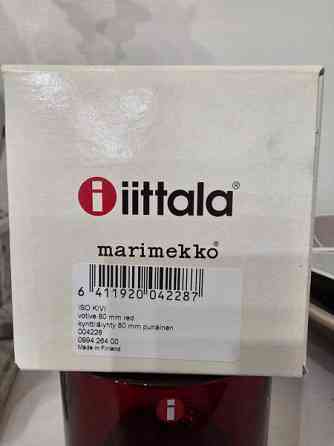 i iittala®
marimekko®
6 411920 042287
ISO KIVI
votive 80 mm red
kynttilälyhty 80 mm punainen
004228
0994 264 00
Made in Finland
i